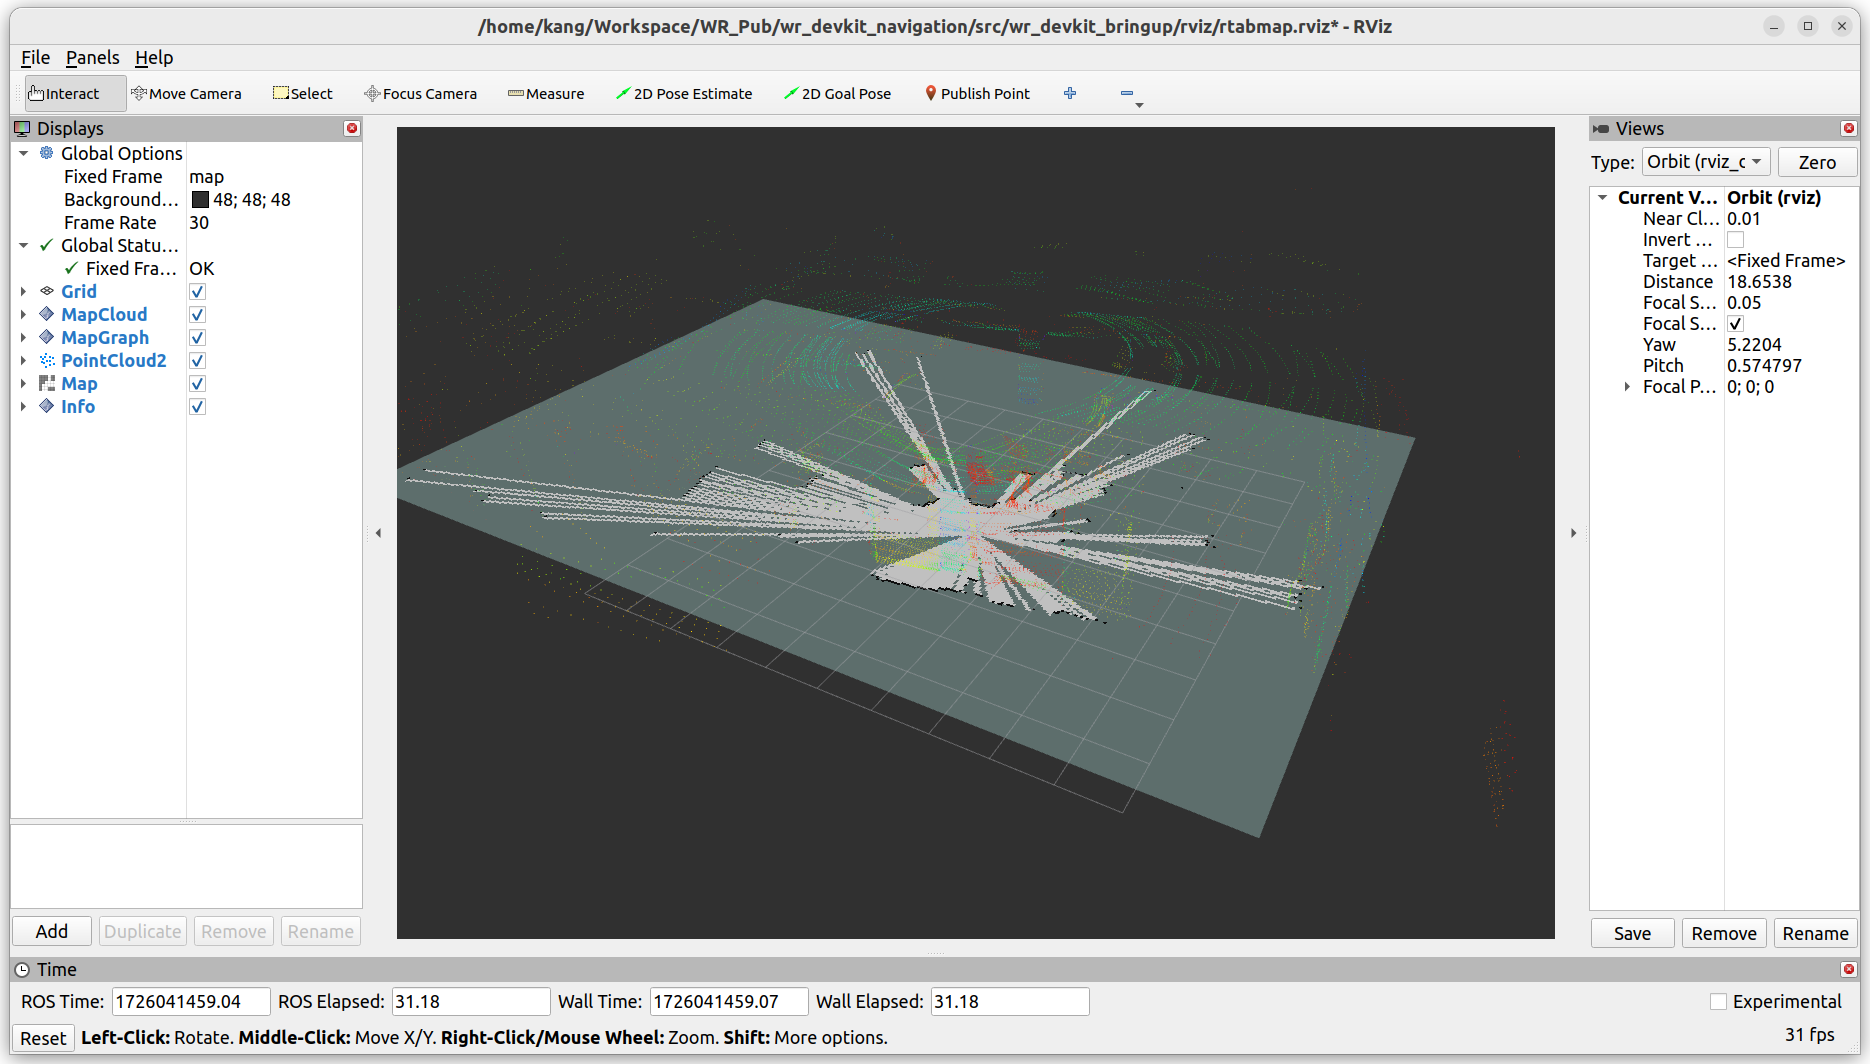 /home/kang/Workspace/WR_Pub/wr_devkit_navigation/src/wr_devkit_bringup/rviz/rtabmap.rviz* - RViz
File Panels Help
Interact Move Camera Select Focus Camera Measure 2D Pose Estimate 2D Goal Pose Publish Point
Displays
Global Options
Fixed Frame map
Background... 48; 48; 48
Frame Rate 30
Global Statu...
Fixed Fra... OK
Grid
MapCloud
MapGraph
PointCloud2
Map
Info
Add Duplicate Remove Rename
Views
Type: Orbit (rviz_c Zero
Current V... Orbit (rviz)
Near Cl... 0.01
Invert ...
Target ... <Fixed Frame>
Distance 18.6538
Focal S... 0.05
Focal S...
Yaw 5.2204
Pitch 0.574797
Focal P... 0; 0; 0
Save Remove Rename
Time
ROS Time: 1726041459.04 ROS Elapsed: 31.18 Wall Time: 1726041459.07 Wall Elapsed: 31.18 Experimental
Reset Left-Click: Rotate. Middle-Click: Move X/Y. Right-Click/Mouse Wheel: Zoom. Shift: More options. 31 fps